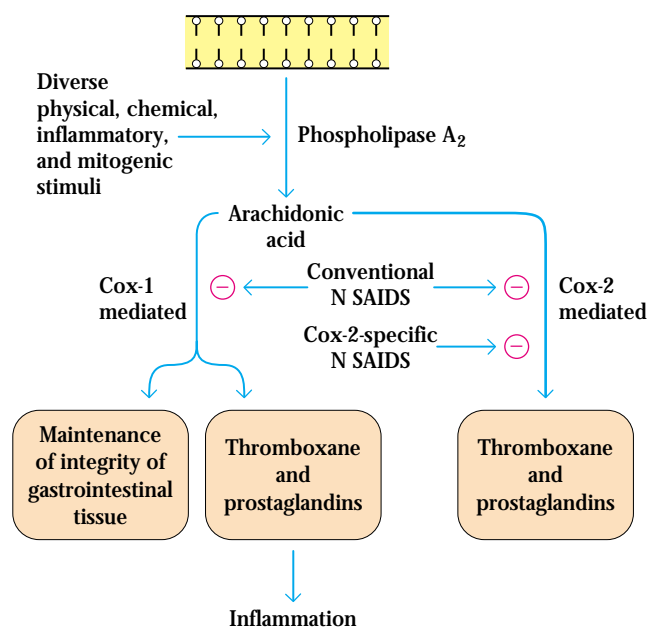 Diverse
physical, chemical,
inflammatory,
and mitogenic
stimuli
Phospholipase A₂
Arachidonic
acid
Cox-1
mediated
Conventional
N SAIDS
Cox-2
mediated
Cox-2-specific
N SAIDS
Maintenance
of integrity of
gastrointestinal
tissue
Thromboxane
and
prostaglandins
Thromboxane
and
prostaglandins
Inflammation